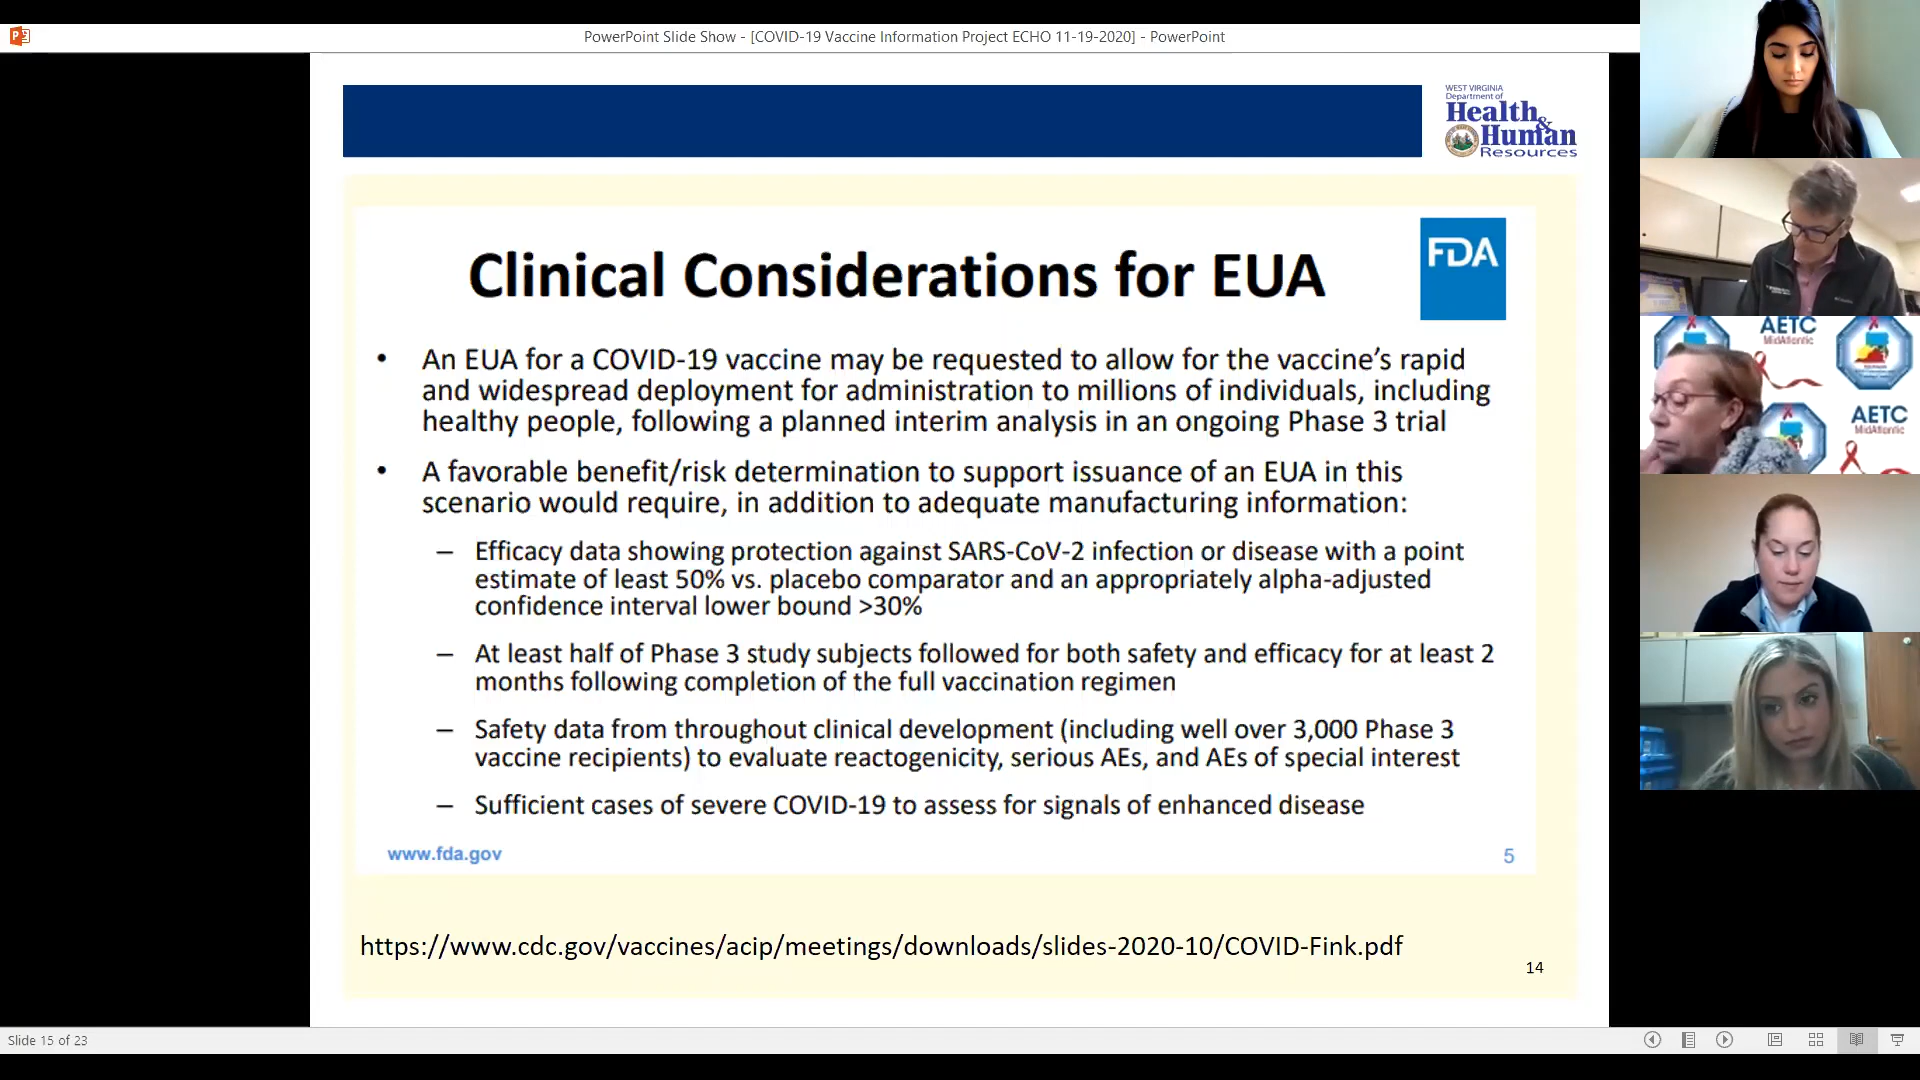 PowerPoint Slide Show - [COVID-19 Vaccine Information Project ECHO 11-19-2020] - PowerPoint
WEST VIRGINIA
Department of
Health &
Human
Resources
Clinical Considerations for EUA
FDA
• An EUA for a COVID-19 vaccine may be requested to allow for the vaccine's rapid
and widespread deployment for administration to millions of individuals, including
healthy people, following a planned interim analysis in an ongoing Phase 3 trial
• A favorable benefit/risk determination to support issuance of an EUA in this
scenario would require, in addition to adequate manufacturing information:
– Efficacy data showing protection against SARS-CoV-2 infection or disease with a point
estimate of least 50% vs. placebo comparator and an appropriately alpha-adjusted
confidence interval lower bound >30%
– At least half of Phase 3 study subjects followed for both safety and efficacy for at least 2
months following completion of the full vaccination regimen
– Safety data from throughout clinical development (including well over 3,000 Phase 3
vaccine recipients) to evaluate reactogenicity, serious AEs, and AEs of special interest
– Sufficient cases of severe COVID-19 to assess for signals of enhanced disease
www.fda.gov
5
https://www.cdc.gov/vaccines/acip/meetings/downloads/slides-2020-10/COVID-Fink.pdf
14
Slide 15 of 23
AETC
MidAtlantic
AETC
MidAtlantic